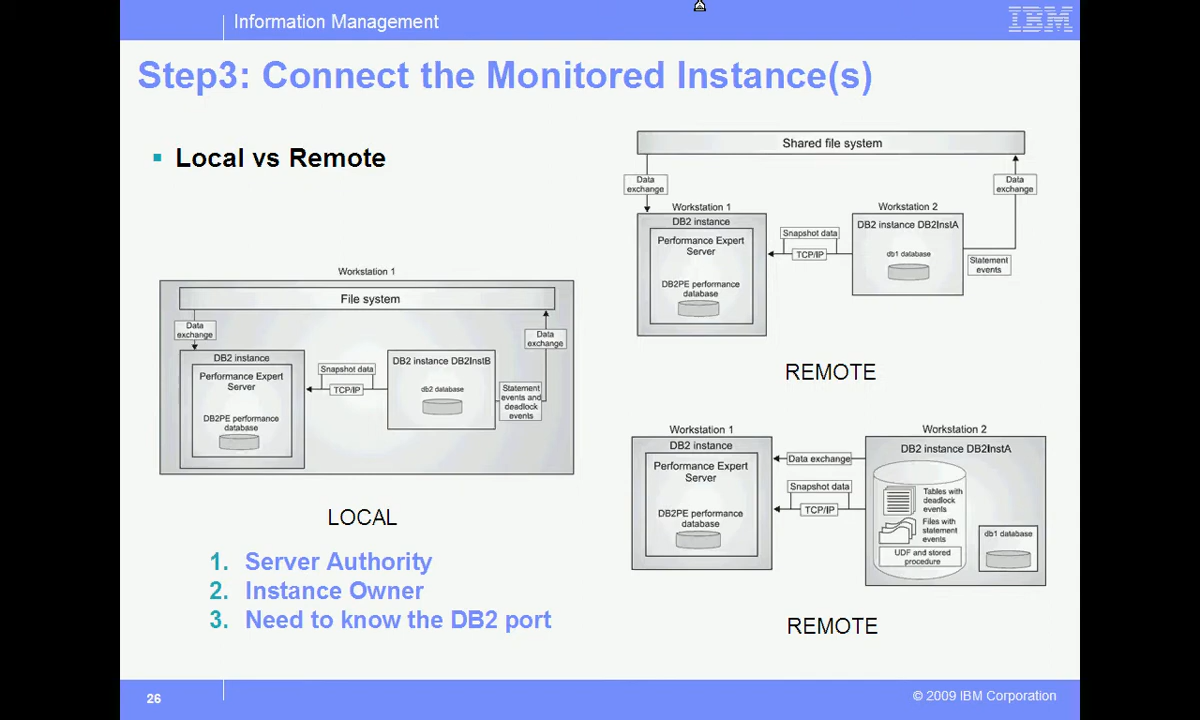 Information Management
IBM
Step3: Connect the Monitored Instance(s)
Local vs Remote
Workstation 1
File system
Data
exchange
Data
exchange
DB2 instance
Performance Expert
Server
DB2PE performance
database
Snapshot data
TCP/IP
DB2 instance DB2InstB
db2 database
Statement
events and
deadlock
events
LOCAL
1. Server Authority
2. Instance Owner
3. Need to know the DB2 port
Shared file system
Data
exchange
Data
exchange
Workstation 1
DB2 instance
Performance Expert
Server
DB2PE performance
database
Snapshot data
TCP/IP
Workstation 2
DB2 instance DB2InstA
db1 database
Statement
events
REMOTE
Workstation 1
DB2 instance
Performance Expert
Server
DB2PE performance
database
Data exchange
Snapshot data
TCP/IP
Workstation 2
DB2 instance DB2InstA
Tables with
deadlock
events
Files with
statement
events
UDF and stored
procedure
db1 database
REMOTE
26
© 2009 IBM Corporation